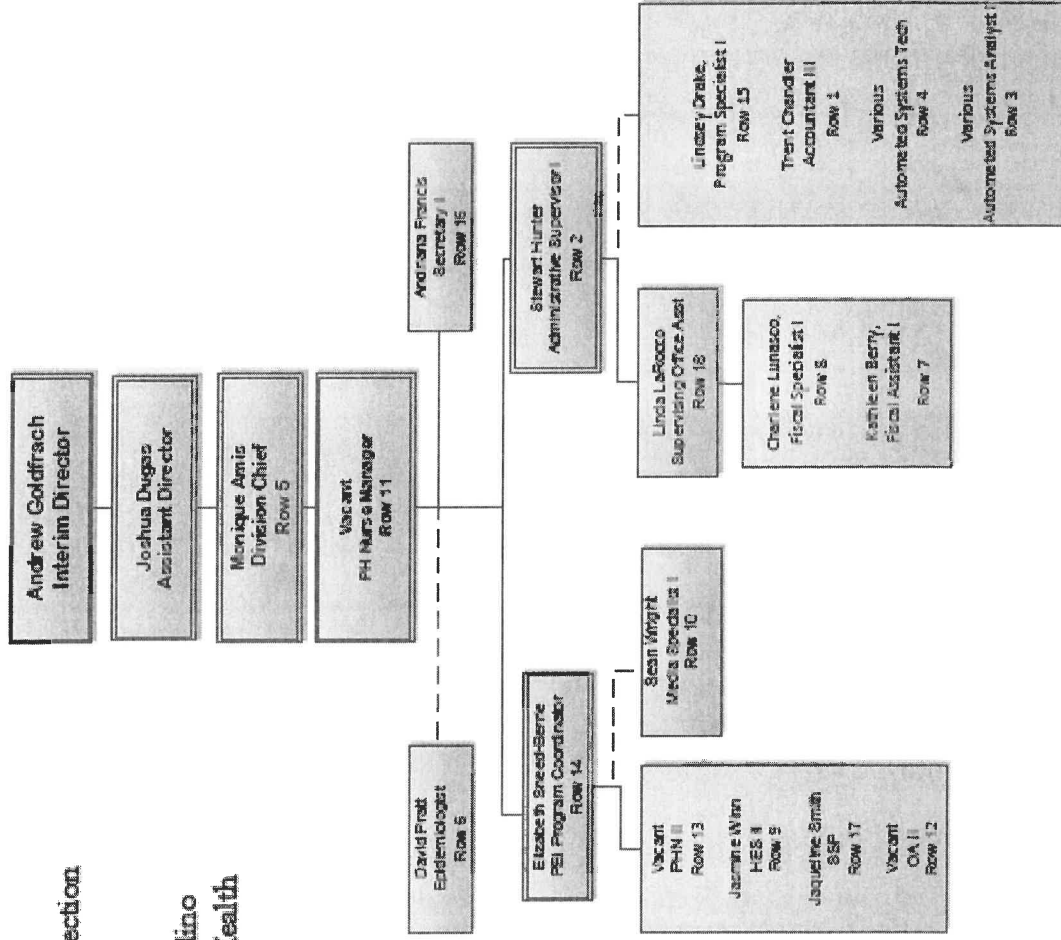 ection
lino
ealth
Andrew Goldfrach
Interim Director
Joshua Dugas
Assistant Director
Monique Amis
Division Chief
Row 5
Vacant
PH Nurse Manager
Row 11
David Pratt
Epidemiologist
Row 6
Andriana Francis
Secretary I
Row 16
Elizabeth Sneed-Berrie
PEI Program Coordinator
Row 14
Stewart Hunter
Administrative Supervisor I
Row 2
Vacant
PHN II
Row 13
Jasmine Winn
HES II
Row 9
Jaqueline Smith
SSP
Row 17
Vacant
OA II
Row 12
Sean Wright
Media Specialist II
Row 10
Linda LaRocco
Supervising Office Asst
Row 18
Charlene Lunasco,
Fiscal Specialist I
Row 8
Kathleen Berry,
Fiscal Assistant I
Row 7
Lindsey Drake,
Program Specialist I
Row 15
Trent Chandler
Accountant III
Row 1
Various
Automated Systems Tech
Row 4
Various
Automated Systems Analyst I
Row 3